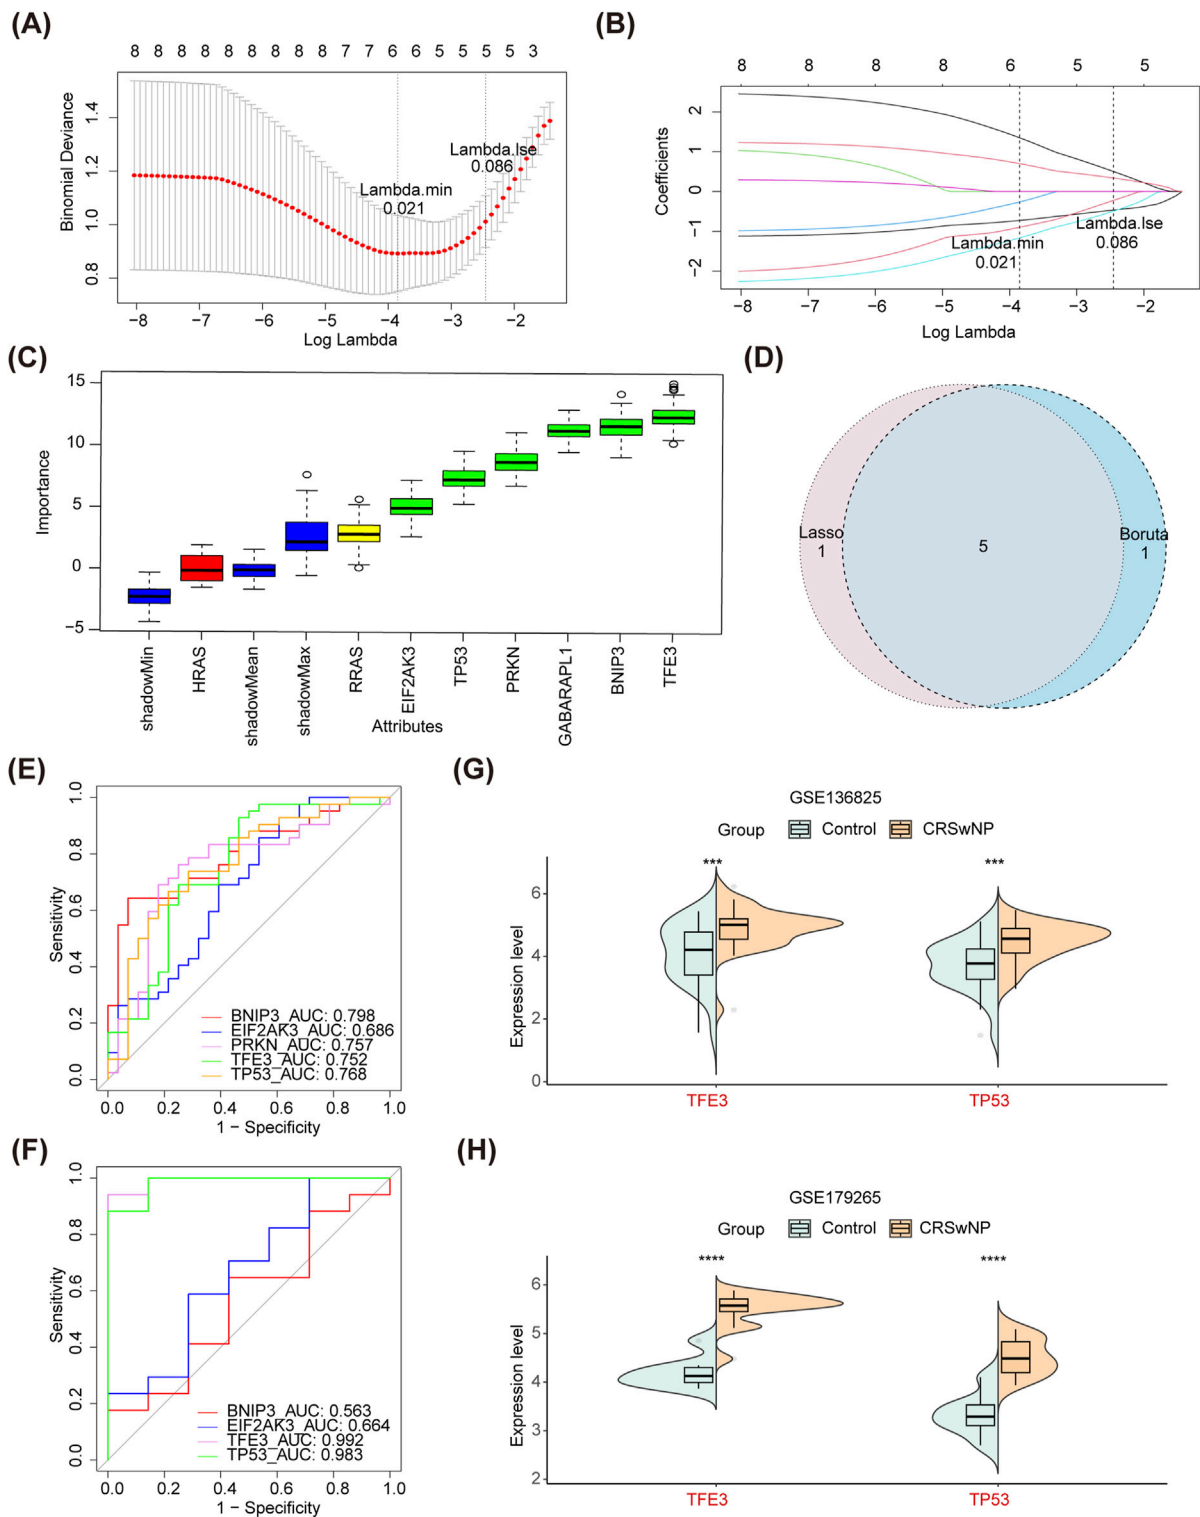 (A)
8 8 8 8 8 8 8 8 8 7 7 6 6 5 5 5 3
Binomial Deviance
1.4
1.2
1.0
0.8
Lambda.lse
0.086
Lambda.min
0.021
−8 −7 −6 −5 −4 −3 −2
Log Lambda
(B)
8 8 8 8 6 5 5
Coefficients
2
1
0
−1
−2
Lambda.lse
0.086
Lambda.min
0.021
−8 −7 −6 −5 −4 −3 −2
Log Lambda
(C)
Importance
15
10
5
0
−5
shadowMin
HRAS
shadowMean
shadowMax
RRAS
EIF2AK3
TP53
PRKN
GABARAPL1
BNIP3
TFE3
Attributes
(D)
Lasso
1
5
Boruta
1
(E)
Sensitivity
1.0
0.8
0.6
0.4
0.2
0.0
BNIP3_AUC: 0.798
EIF2AK3_AUC: 0.686
PRKN_AUC: 0.757
TFE3_AUC: 0.752
TP53_AUC: 0.768
0.0 0.2 0.4 0.6 0.8 1.0
1 − Specificity
(G)
GSE136825
Group Control CRSwNP
Expression level
6
4
2
0
*** ***
TFE3 TP53
(F)
Sensitivity
1.0
0.8
0.6
0.4
0.2
0.0
BNIP3_AUC: 0.563
EIF2AK3_AUC: 0.664
TFE3_AUC: 0.992
TP53_AUC: 0.983
0.0 0.2 0.4 0.6 0.8 1.0
1 − Specificity
(H)
GSE179265
Group Control CRSwNP
Expression level
6
5
4
3
2
**** ****
TFE3 TP53